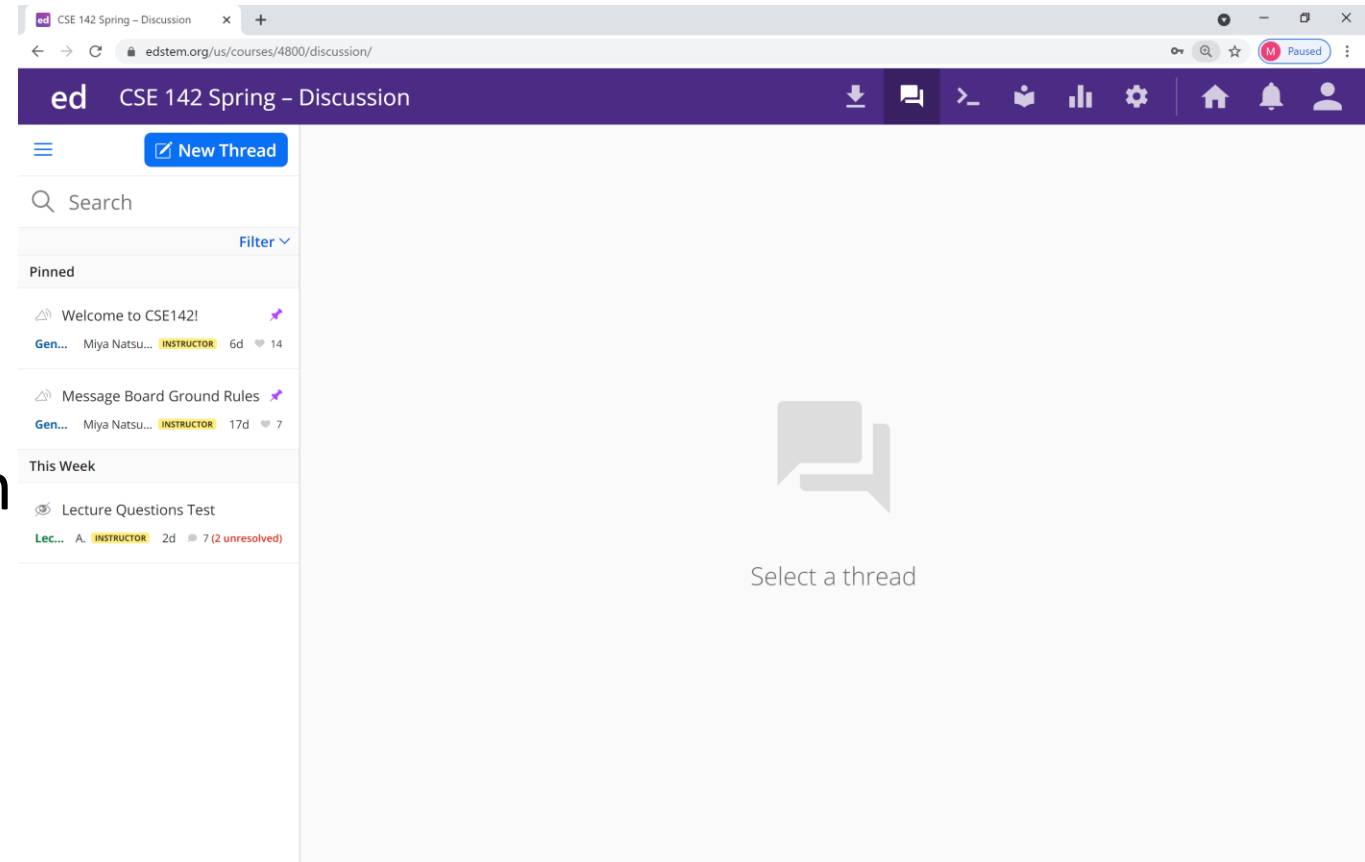 ed CSE 142 Spring – Discussion
edstem.org/us/courses/4800/discussion/
M Paused
ed CSE 142 Spring – Discussion
New Thread
Search
Filter
Pinned
Welcome to CSE142!
Gen... Miya Natsu... INSTRUCTOR 6d 14
Message Board Ground Rules
Gen... Miya Natsu... INSTRUCTOR 17d 7
This Week
n
Lecture Questions Test
Lec... A. INSTRUCTOR 2d 7 (2 unresolved)
Select a thread